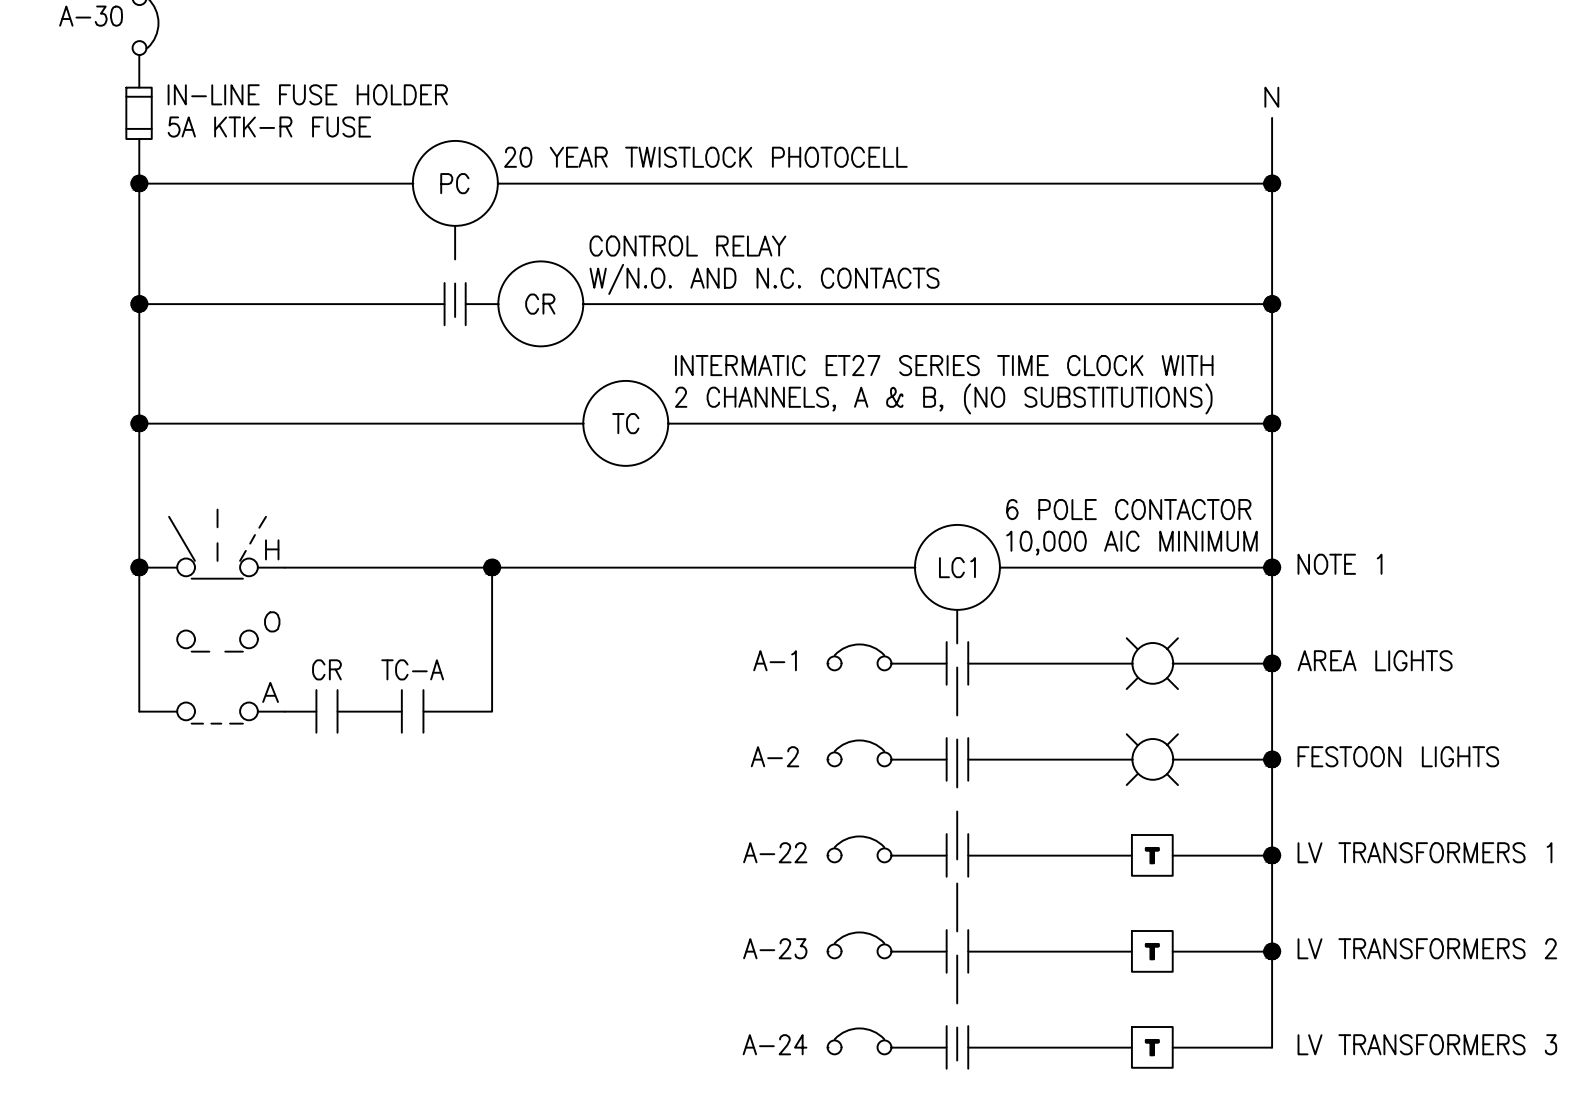 A-30
IN-LINE FUSE HOLDER
5A KTK-R FUSE
N
20 YEAR TWISTLOCK PHOTOCELL
PC
CONTROL RELAY
W/N.O. AND N.C. CONTACTS
CR
INTERMATIC ET27 SERIES TIME CLOCK WITH
2 CHANNELS, A & B, (NO SUBSTITUTIONS)
TC
6 POLE CONTACTOR
10,000 AIC MINIMUM
H
LC1
NOTE 1
O
A-1
AREA LIGHTS
CR
TC-A
A
A-2
FESTOON LIGHTS
A-22
T
LV TRANSFORMERS 1
A-23
T
LV TRANSFORMERS 2
A-24
T
LV TRANSFORMERS 3